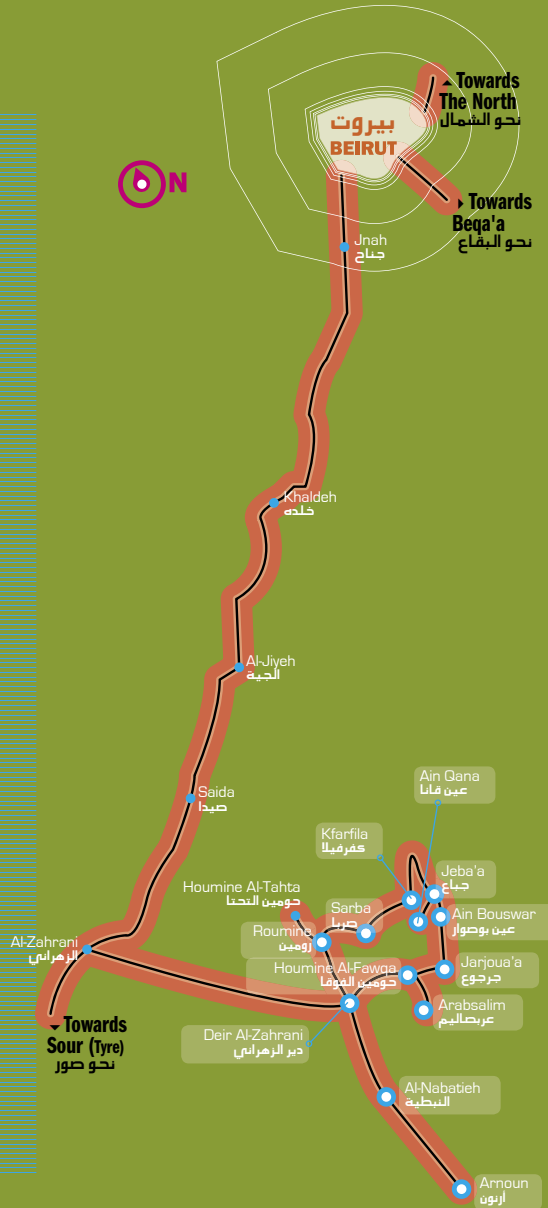 Towards
The North
نحو الشمال
بيروت
BEIRUT
N
Towards
Beqa'a
نحو البقاع
Jnah
جناح
Khaldeh
خلده
Al-Jiyeh
الجية
Saida
صيدا
Ain Qana
عين قانا
Kfarfila
كفرفيلا
Jeba'a
جباع
Houmine Al-Tahta
حومين التحتا
Sarba
صربا
Ain Bouswar
عين بوصوار
Roumine
رومين
Al-Zahrani
الزهراني
Jarjoua'a
جرجوع
Houmine Al-Fawqa
حومين الفوقا
Arabsalim
عربصاليم
Towards
Sour (Tyre)
نحو صور
Deir Al-Zahrani
دير الزهراني
Al-Nabatieh
النبطية
Arnoun
أرنون